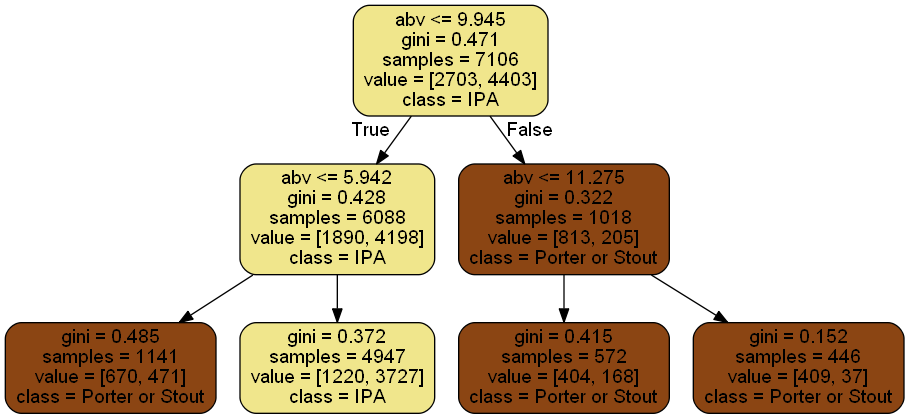 abv <= 9.945
gini = 0.471
samples = 7106
value = [2703, 4403]
class = IPA
True
False
abv <= 5.942
gini = 0.428
samples = 6088
value = [1890, 4198]
class = IPA
abv <= 11.275
gini = 0.322
samples = 1018
value = [813, 205]
class = Porter or Stout
gini = 0.485
samples = 1141
value = [670, 471]
class = Porter or Stout
gini = 0.372
samples = 4947
value = [1220, 3727]
class = IPA
gini = 0.415
samples = 572
value = [404, 168]
class = Porter or Stout
gini = 0.152
samples = 446
value = [409, 37]
class = Porter or Stout